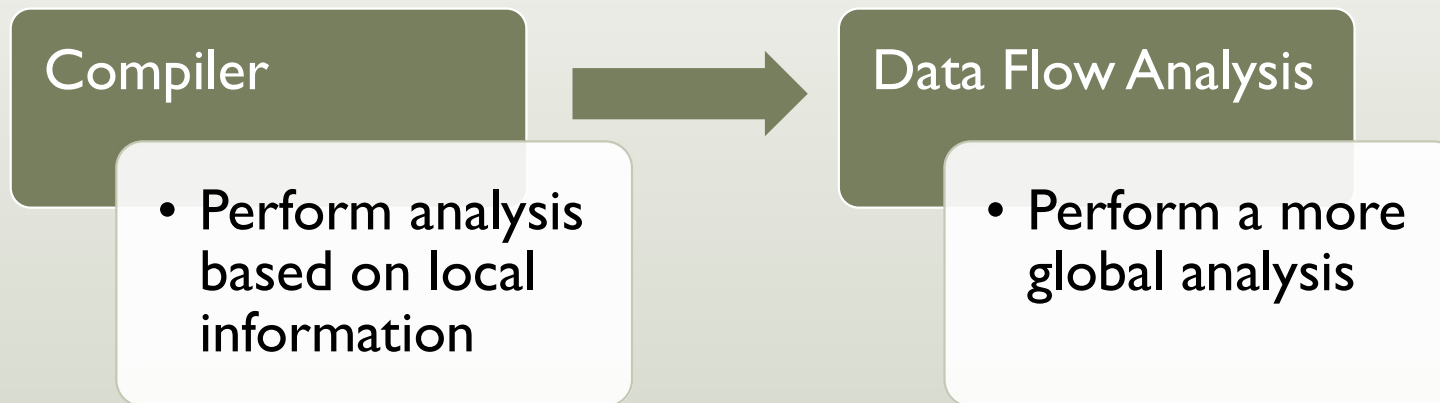 Compiler
• Perform analysis
based on local
information
Data Flow Analysis
• Perform a more
global analysis